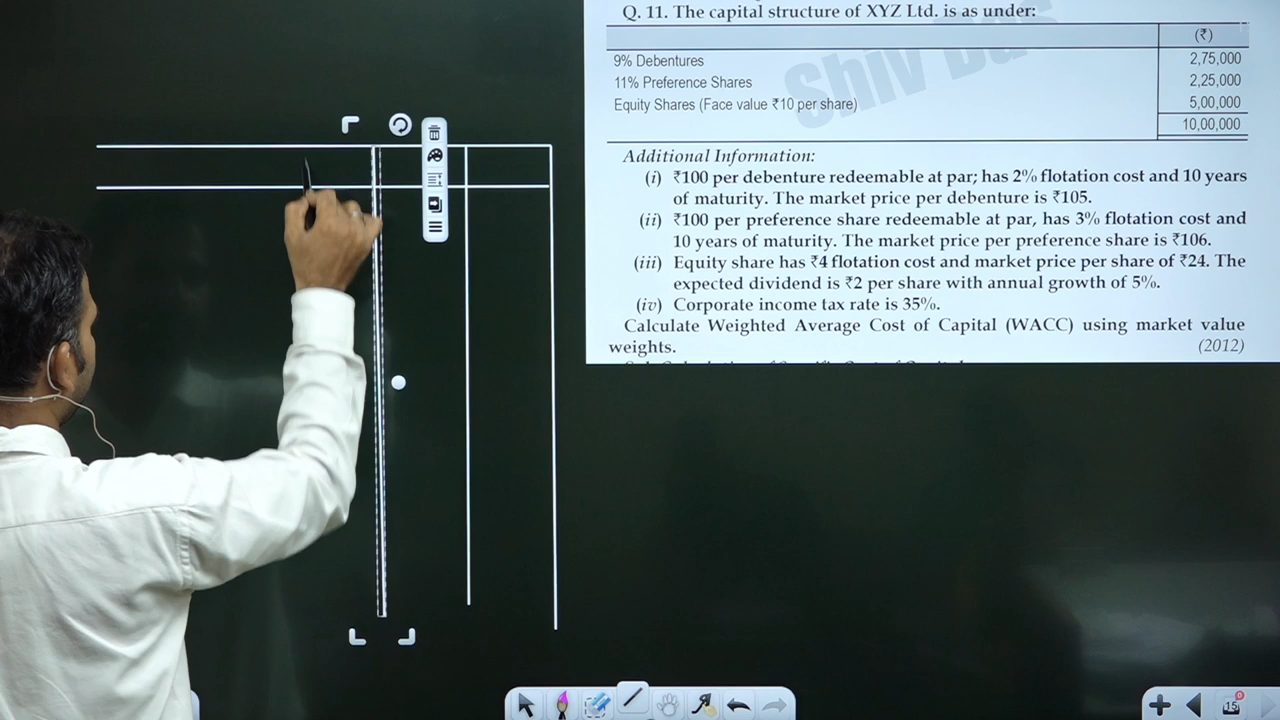 Q. 11. The capital structure of XYZ Ltd. is as under:
(₹)
9% Debentures 2,75,000
11% Preference Shares 2,25,000
Equity Shares (Face value ₹10 per share) 5,00,000
10,00,000
Additional Information:
(i) ₹100 per debenture redeemable at par; has 2% flotation cost and 10 years
of maturity. The market price per debenture is ₹105.
(ii) ₹100 per preference share redeemable at par, has 3% flotation cost and
10 years of maturity. The market price per preference share is ₹106.
(iii) Equity share has ₹4 flotation cost and market price per share of ₹24. The
expected dividend is ₹2 per share with annual growth of 5%.
(iv) Corporate income tax rate is 35%.
Calculate Weighted Average Cost of Capital (WACC) using market value
weights. (2012)
15